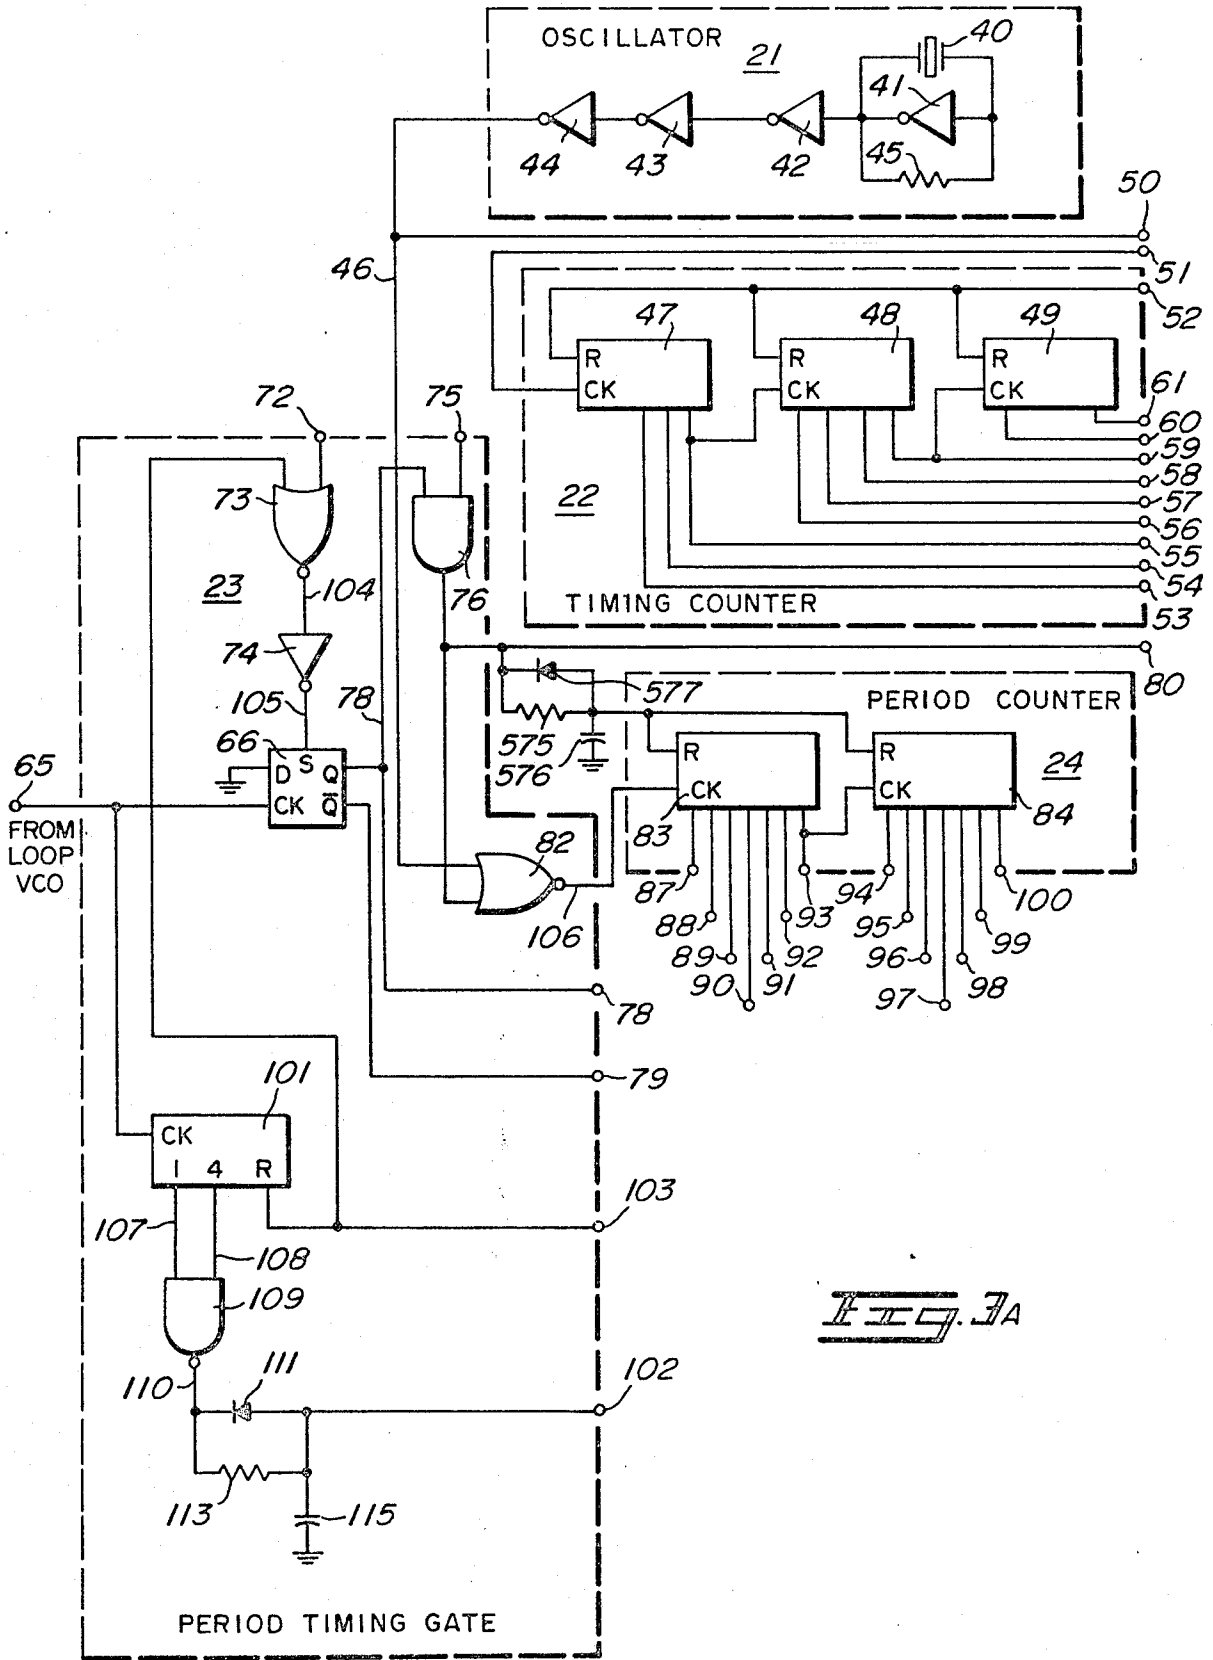 OSCILLATOR
21
40
41
44
43
42
45
50
46
51
52
47
48
49
R
CK
R
CK
R
CK
72
75
61
60
59
58
57
56
55
54
53
73
76
22
23
104
TIMING COUNTER
74
80
577
PERIOD COUNTER
105
78
575
576
24
65
66
D
S
Q
CK
Q̅
R
CK
R
CK
83
84
FROM
LOOP
VCO
82
87
93
94
100
106
88
92
95
99
89
91
96
98
90
97
78
79
101
CK
1 4 R
103
107
108
109
110
111
102
113
115
Fig. 3A
PERIOD TIMING GATE